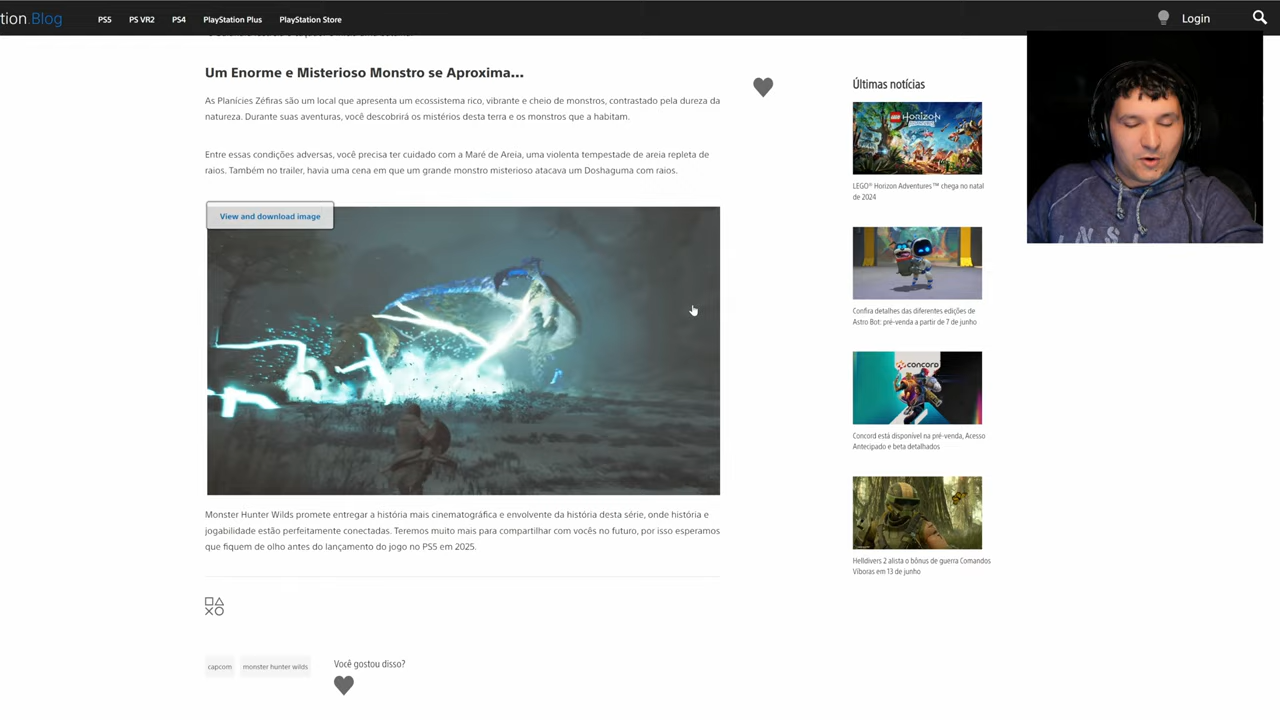 tion.Blog
PS5
PS VR2
PS4
PlayStation Plus
PlayStation Store
Login
Um Enorme e Misterioso Monstro se Aproxima...
As Planícies Zéfiras são um local que apresenta um ecossistema rico, vibrante e cheio de monstros, contrastado pela dureza da
natureza. Durante suas aventuras, você descobrirá os mistérios desta terra e os monstros que a habitam.
Entre essas condições adversas, você precisa ter cuidado com a Maré de Areia, uma violenta tempestade de areia repleta de
raios. Também no trailer, havia uma cena em que um grande monstro misterioso atacava um Doshaguma com raios.
View and download image
Monster Hunter Wilds promete entregar a história mais cinematográfica e envolvente da história desta série, onde história e
jogabilidade estão perfeitamente conectadas. Teremos muito mais para compartilhar com vocês no futuro, por isso esperamos
que fiquem de olho antes do lançamento do jogo no PS5 em 2025.
capcom
monster hunter wilds
Você gostou disso?
Últimas notícias
LEGO HORIZON
LEGO® Horizon Adventures™ chega no natal
de 2024
Confira detalhes das diferentes edições de
Astro Bot: pré-venda a partir de 7 de junho
CONCORD
Concord está disponível na pré-venda, Acesso
Antecipado e beta detalhados
Helldivers 2 alista o bônus de guerra Comandos
Víboras em 13 de junho